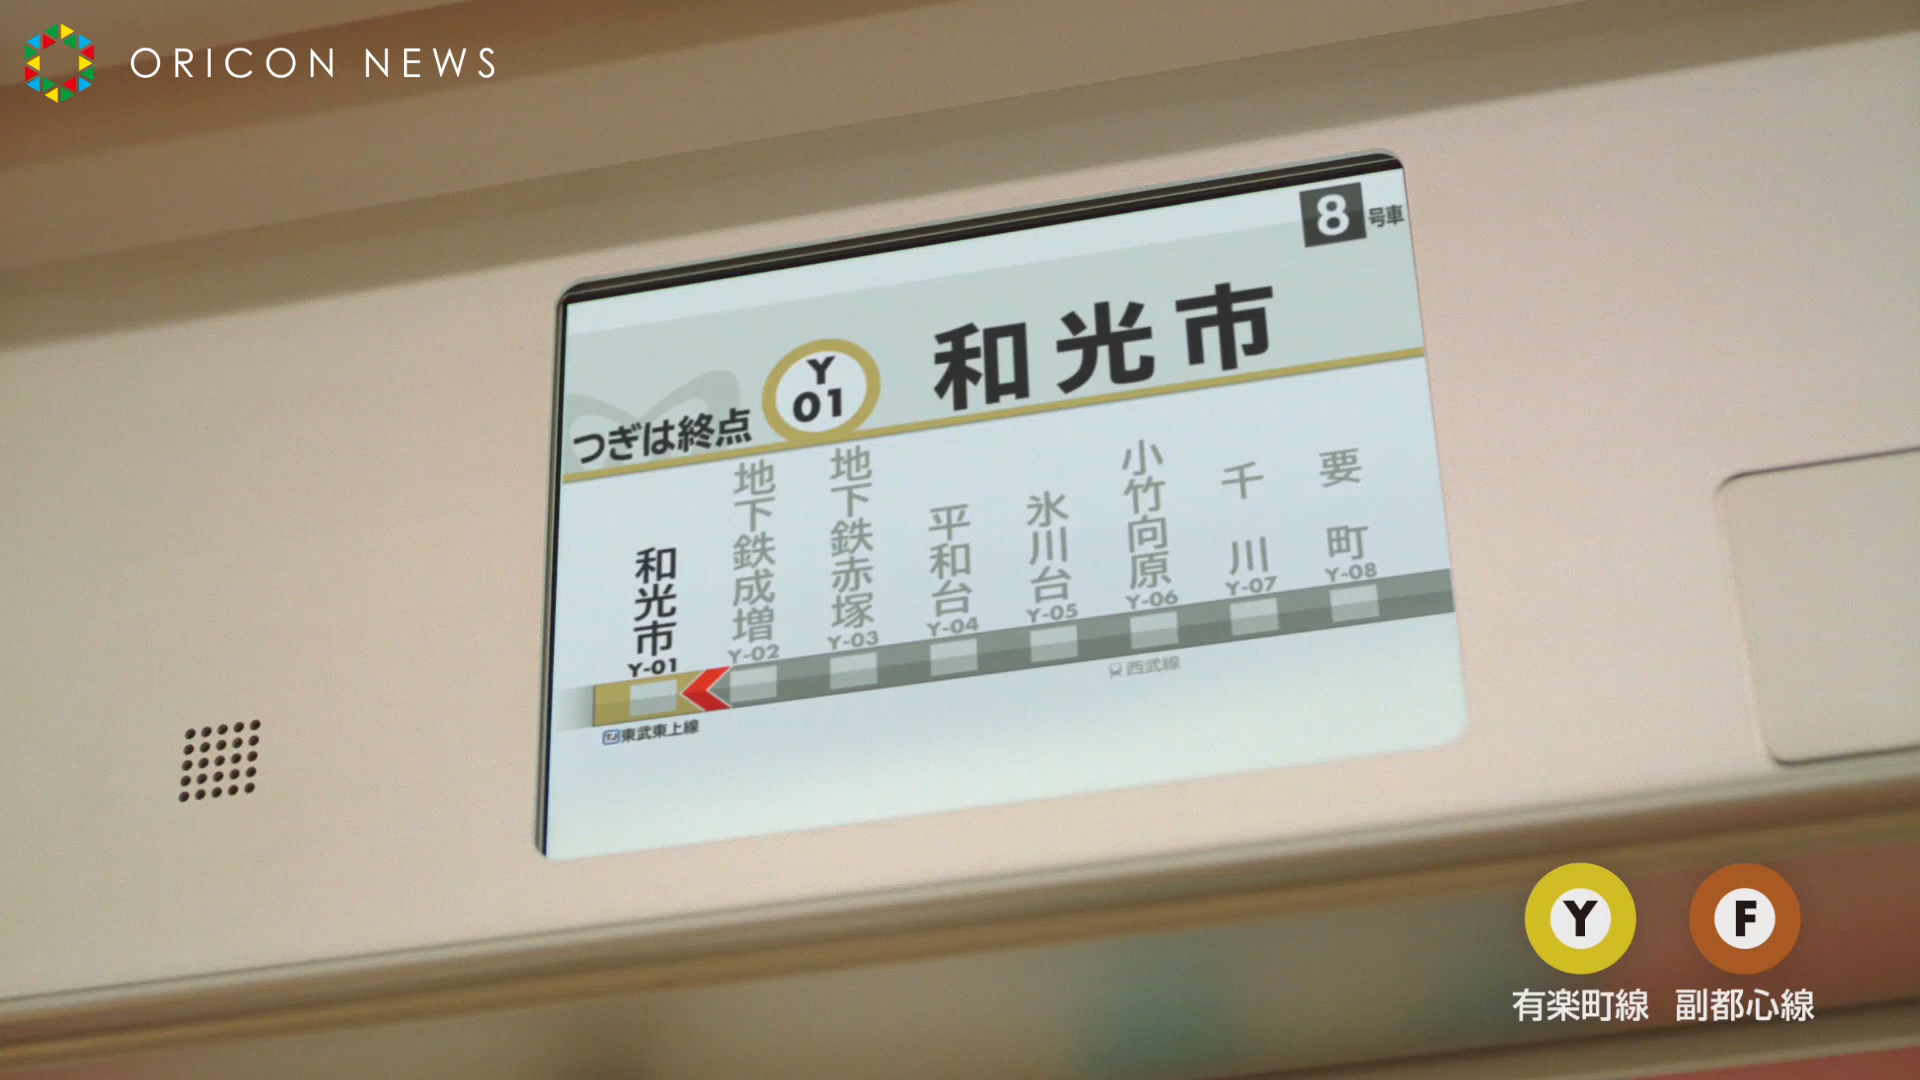 ORICON NEWS
8号車
つぎは終点 Y 01 和光市
和光市 Y-01
地下鉄成増 Y-02
地下鉄赤塚 Y-03
平和台 Y-04
氷川台 Y-05
小竹向原 Y-06
千川 Y-07
要町 Y-08
TJ 東武東上線
西武線
Y
有楽町線
F
副都心線